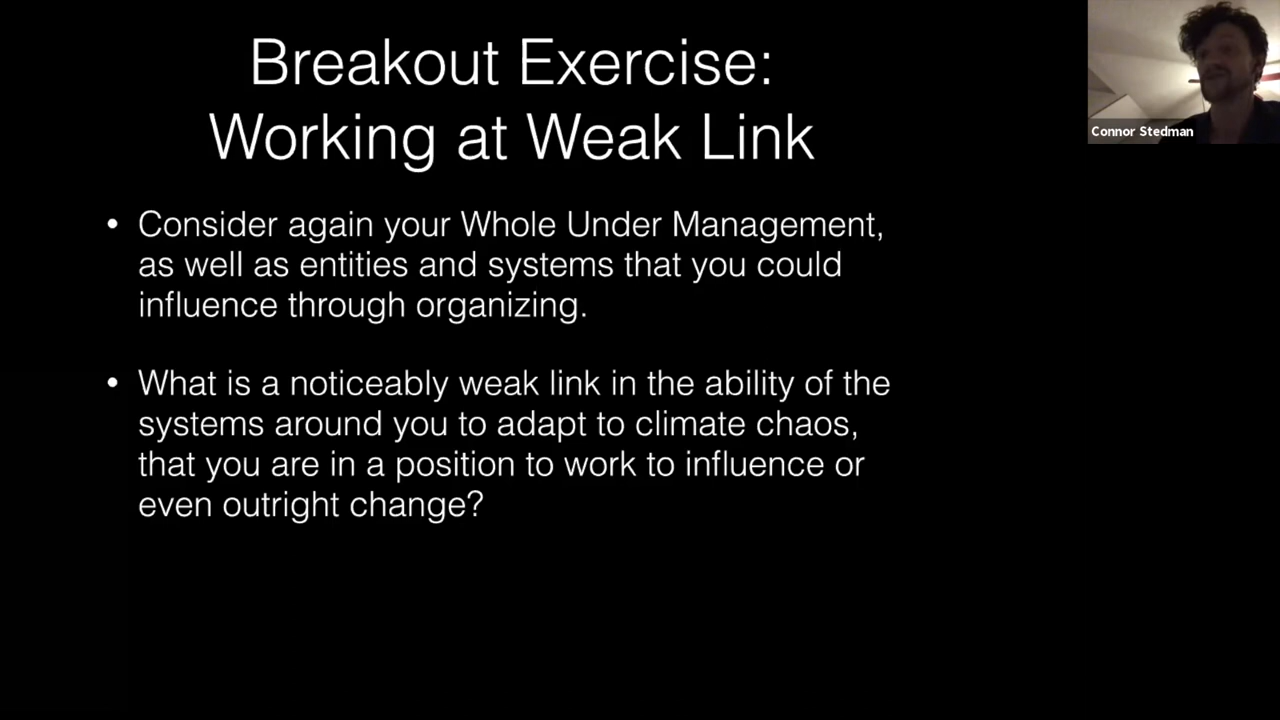 Breakout Exercise:
Working at Weak Link
• Consider again your Whole Under Management,
as well as entities and systems that you could
influence through organizing.
• What is a noticeably weak link in the ability of the
systems around you to adapt to climate chaos,
that you are in a position to work to influence or
even outright change?
Connor Stedman